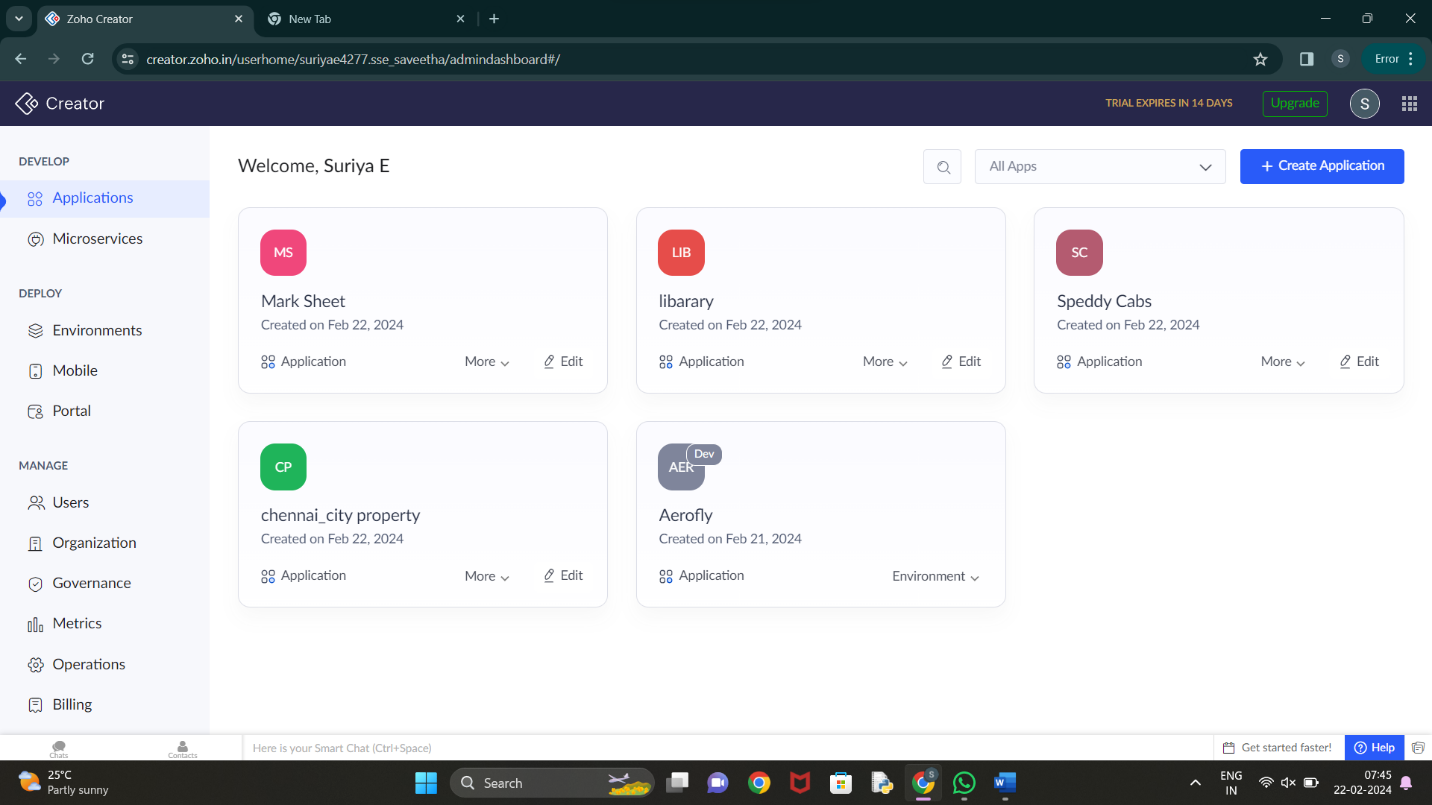 Zoho Creator
New Tab
creator.zoho.in/userhome/suriyae4277.sse_saveetha/admindashboard#/
S
Error
Creator
TRIAL EXPIRES IN 14 DAYS
Upgrade
S
DEVELOP
Applications
Microservices
DEPLOY
Environments
Mobile
Portal
MANAGE
Users
Organization
Governance
Metrics
Operations
Billing
Welcome, Suriya E
All Apps
+ Create Application
MS
Mark Sheet
Created on Feb 22, 2024
Application More Edit
LIB
libarary
Created on Feb 22, 2024
Application More Edit
SC
Speddy Cabs
Created on Feb 22, 2024
Application More Edit
CP
chennai_city property
Created on Feb 22, 2024
Application More Edit
AER
Dev
Aerofly
Created on Feb 21, 2024
Application Environment
Chats
Contacts
Here is your Smart Chat (Ctrl+Space)
Get started faster!
Help
25°C
Partly sunny
Search
S
ENG
IN
07:45
22-02-2024